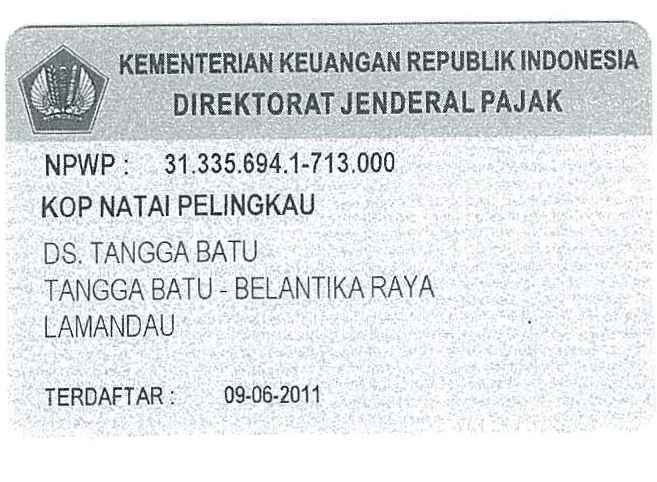 KEMENTERIAN KEUANGAN REPUBLIK INDONESIA
DIREKTORAT JENDERAL PAJAK
NPWP : 31.335.694.1-713.000
KOP NATAI PELINGKAU
DS. TANGGA BATU
TANGGA BATU - BELANTIKA RAYA
LAMANDAU
TERDAFTAR : 09-06-2011